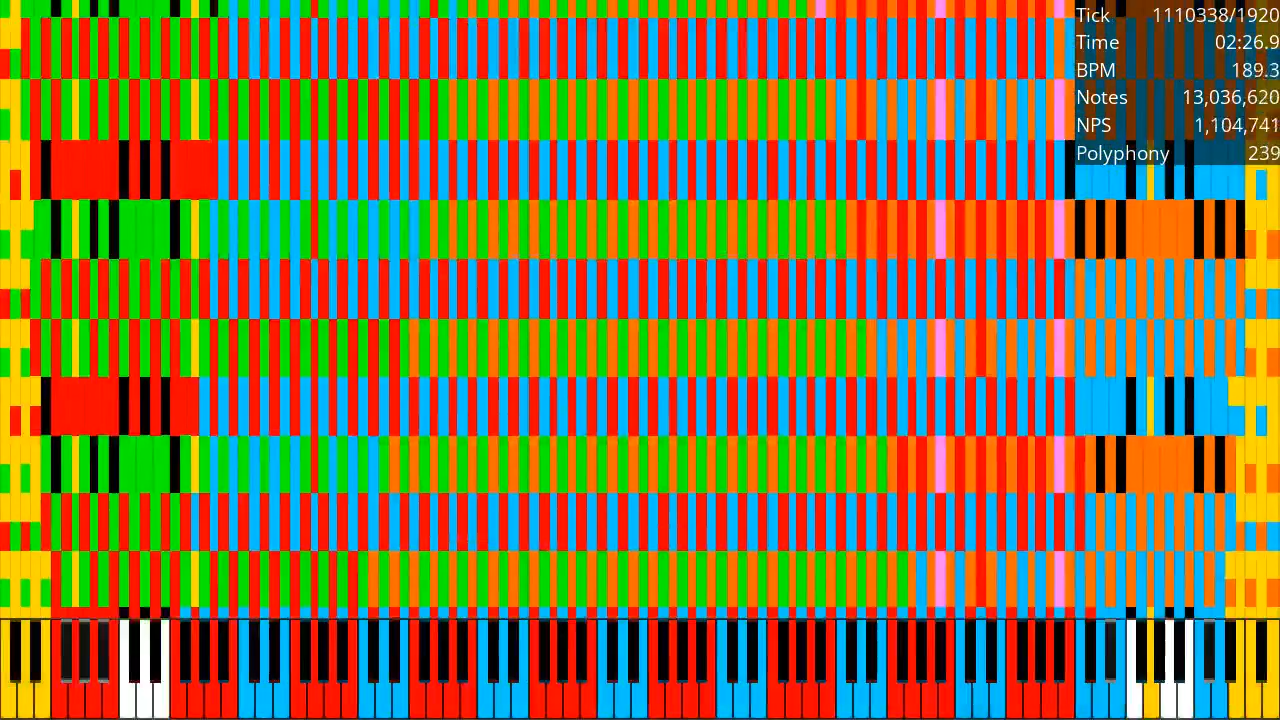 Tick 1110338/1920
Time 02:26.9
BPM 189.3
Notes 13,036,620
NPS 1,104,741
Polyphony 239